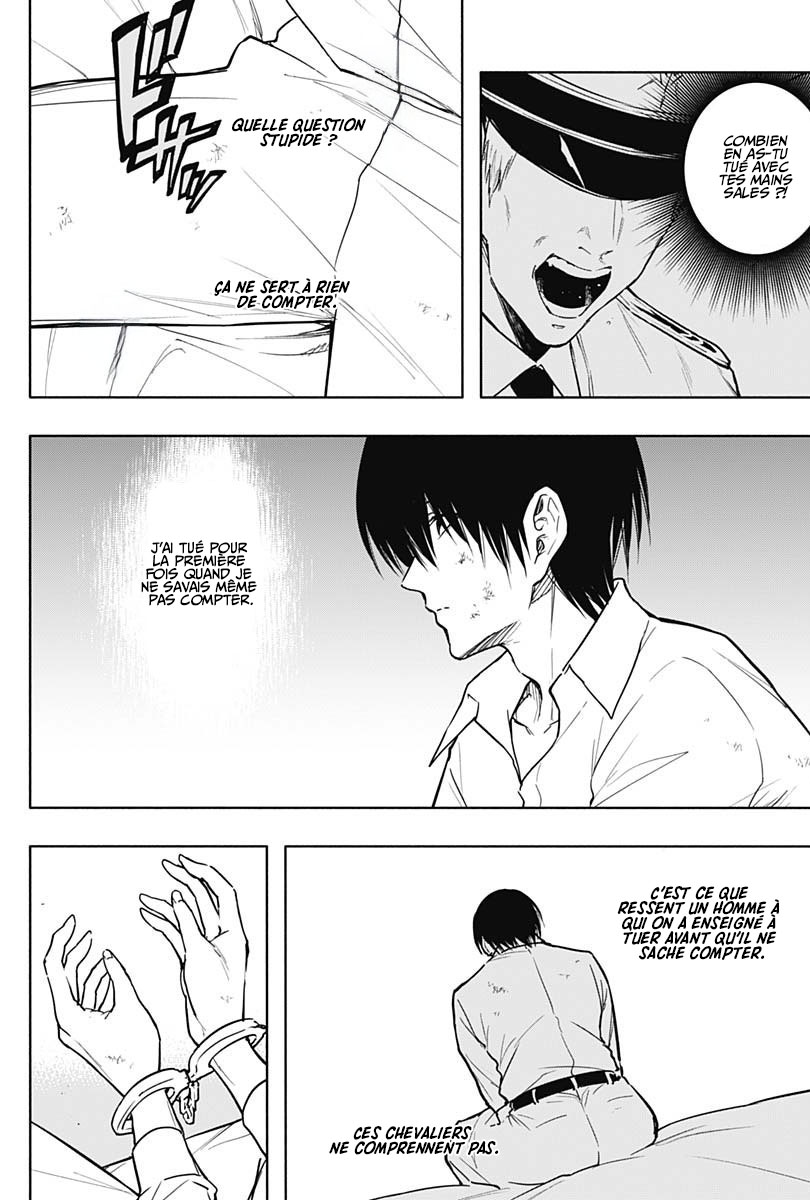 COMBIEN
EN AS-TU
TUÉ AVEC
TES MAINS
SALES ?!
QUELLE QUESTION
STUPIDE ?
ÇA NE SERT À RIEN
DE COMPTER.
J'AI TUÉ POUR
LA PREMIÈRE
FOIS QUAND JE
NE SAVAIS MÊME
PAS COMPTER.
C'EST CE QUE
RESSENT UN HOMME À
QUI ON A ENSEIGNÉ À
TUER AVANT QU'IL NE
SACHE COMPTER.
CES CHEVALIERS
NE COMPRENNENT PAS.